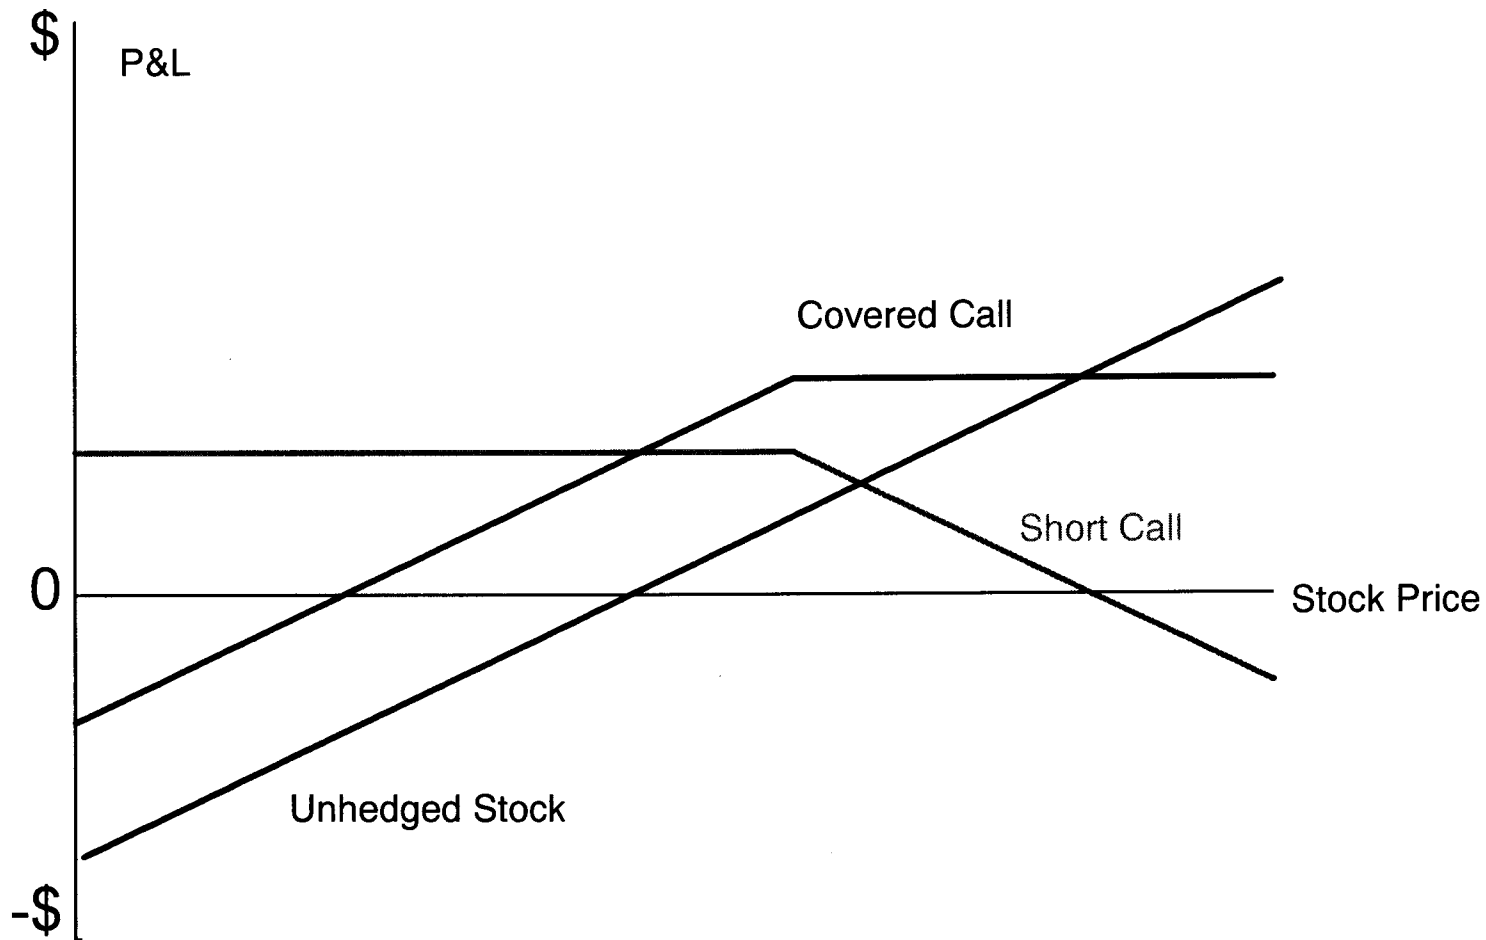 $
P&L
Covered Call
Short Call
0
Stock Price
Unhedged Stock
-$